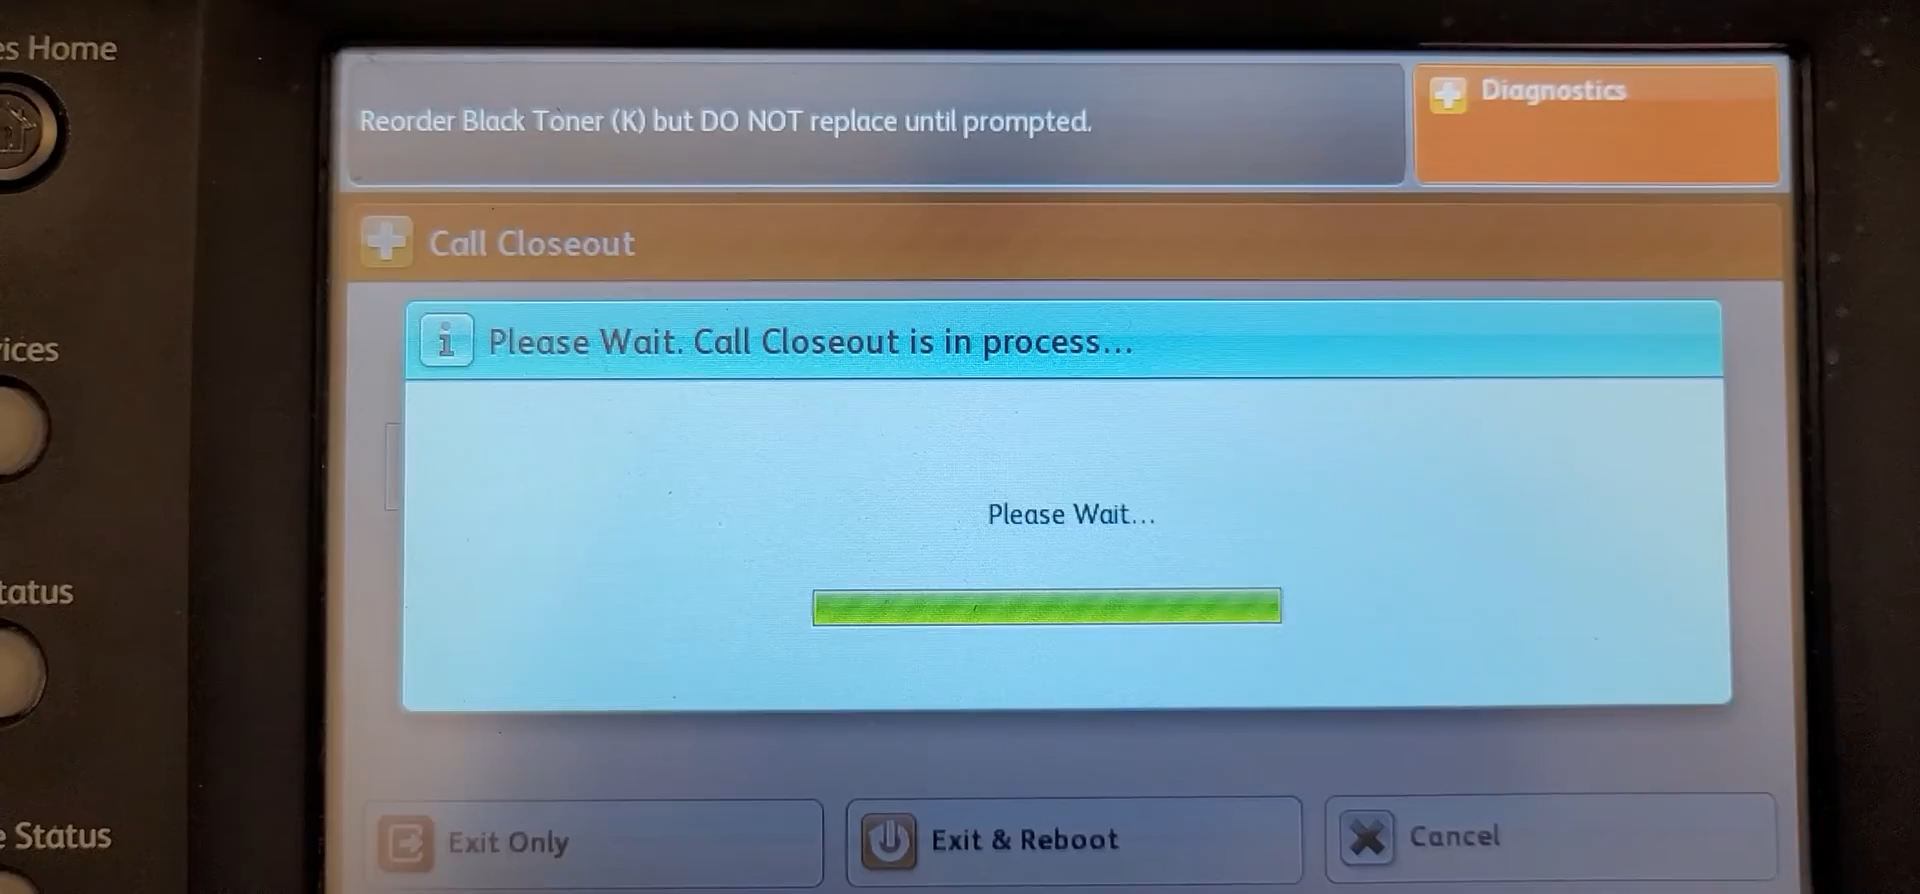 es Home
Reorder Black Toner (K) but DO NOT replace until prompted.
Diagnostics
Call Closeout
Please Wait. Call Closeout is in process...
ices
Please Wait...
tatus
Status
Exit Only
Exit & Reboot
Cancel